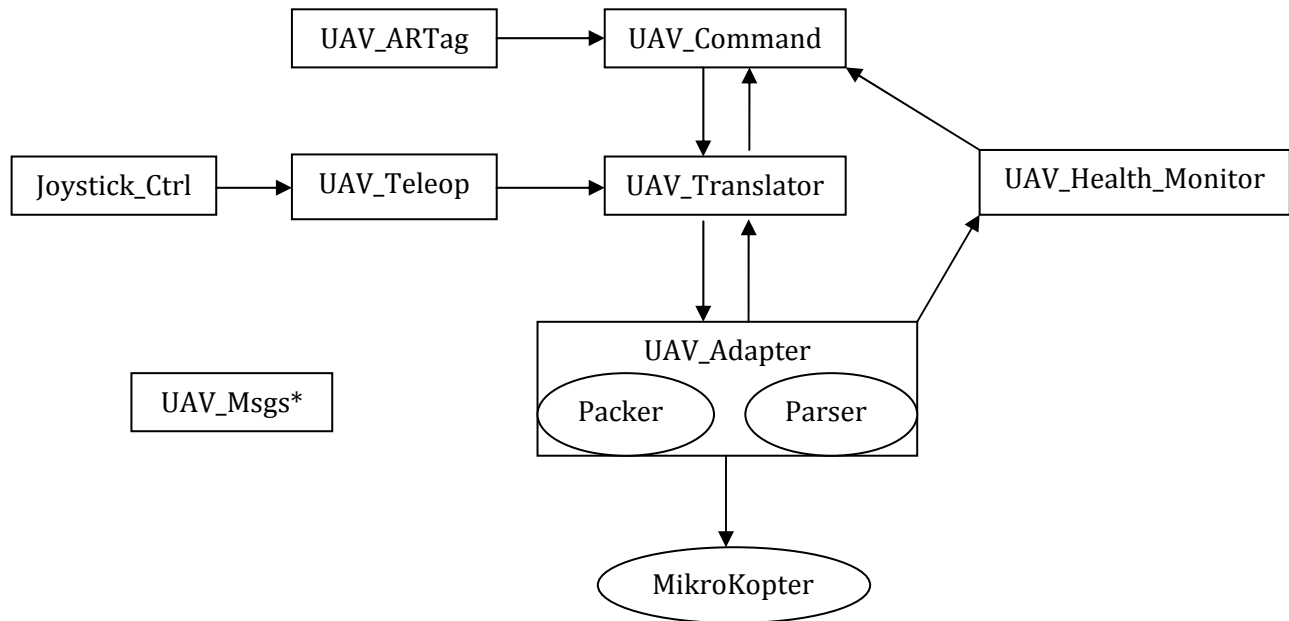 UAV_ARTag
UAV_Command
Joystick_Ctrl
UAV_Teleop
UAV_Translator
UAV_Health_Monitor
UAV_Adapter
UAV_Msgs*
Packer
Parser
MikroKopter